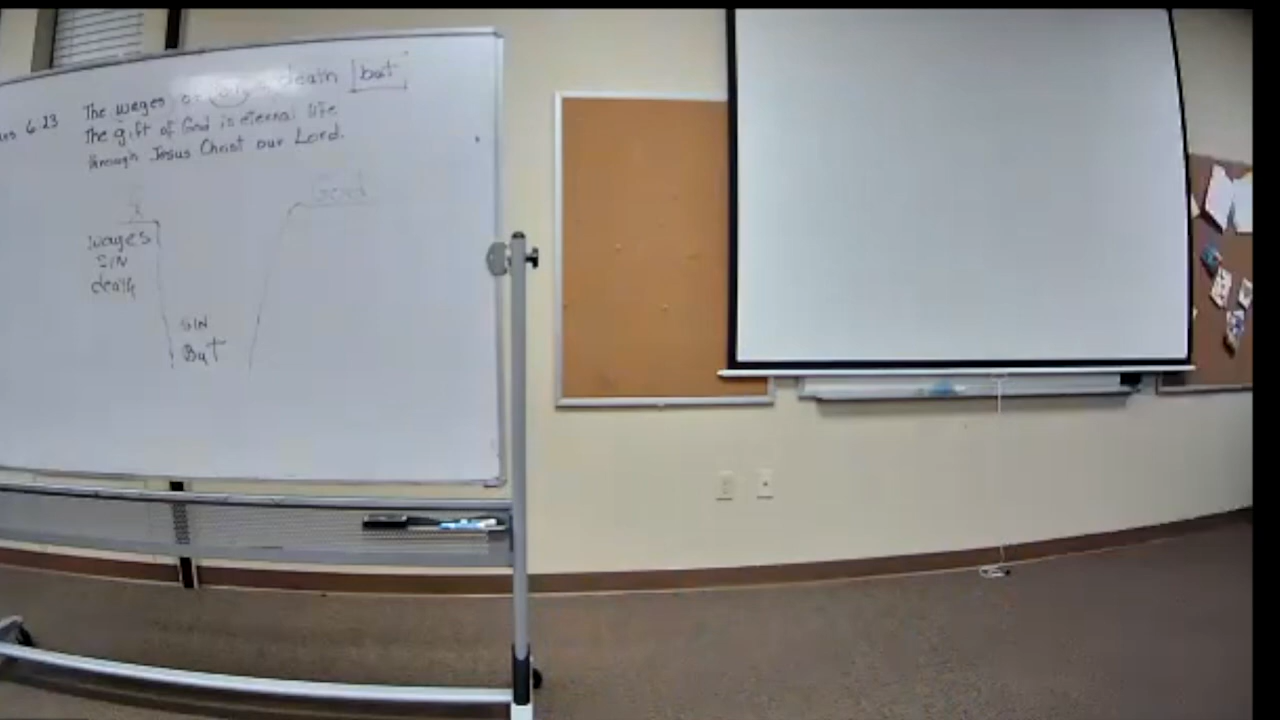 6:23 The wages death but
The gift of God is eternal life
through Jesus Christ our Lord.
God
wages
SIN
death
SIN
But